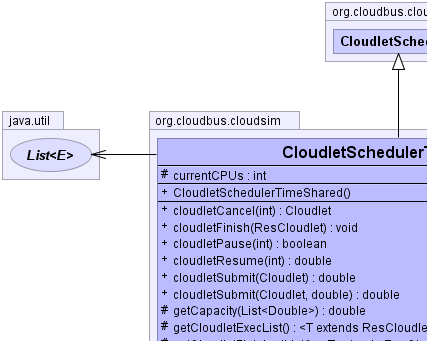 org.cloudbus.clou
CloudletSche
java.util
org.cloudbus.cloudsim
List<E>
CloudletScheduler
# currentCPUs : int
+ CloudletSchedulerTimeShared()
+ cloudletCancel(int) : Cloudlet
+ cloudletFinish(ResCloudlet) : void
+ cloudletPause(int) : boolean
+ cloudletResume(int) : double
+ cloudletSubmit(Cloudlet) : double
+ cloudletSubmit(Cloudlet, double) : double
# getCapacity(List<Double>) : double
# getCloudletExecList() : <T extends ResCloudle